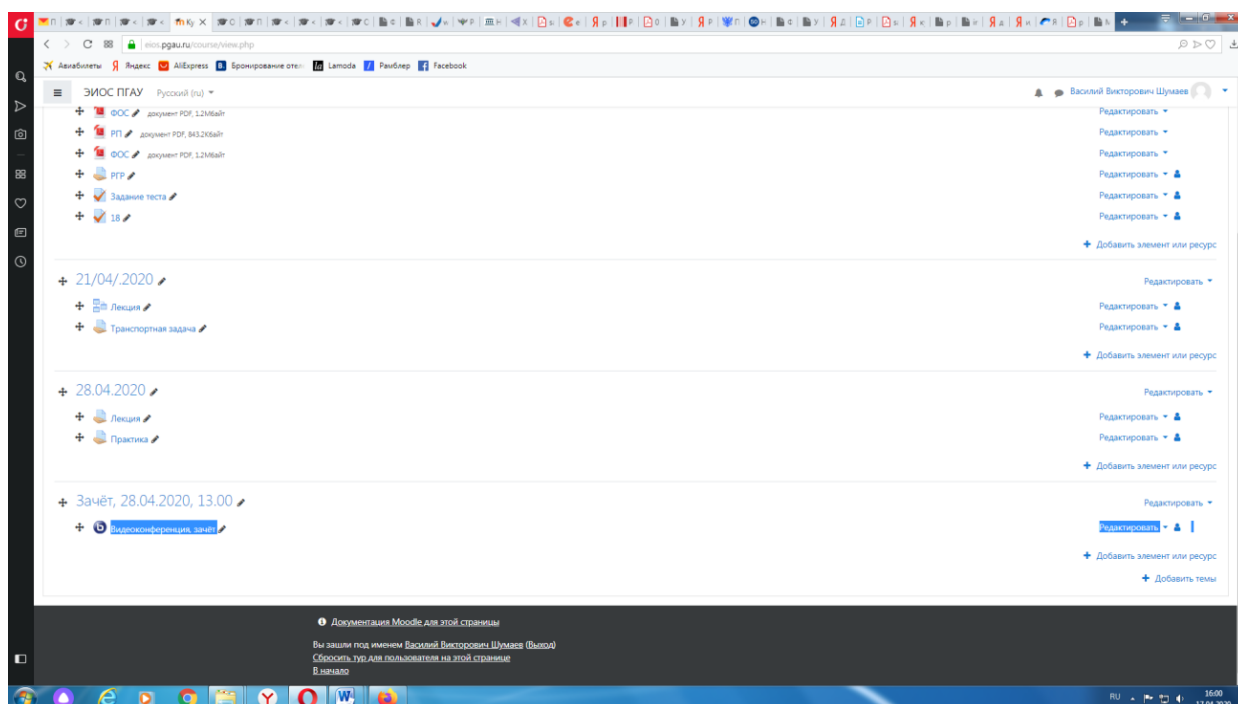 eios.pgau.ru/course/view.php
Авиабилеты Яндекс AliExpress Бронирование отел Lamoda Рамблер Facebook
ЭИОС ПГАУ Русский (ru) Василий Викторович Шумаев
ФОС документ PDF, 1.2Мбайт Редактировать
РП документ PDF, 843.2Кбайт Редактировать
ФОС документ PDF, 1.2Мбайт Редактировать
РГР Редактировать
Задание теста Редактировать
18 Редактировать
+ Добавить элемент или ресурс
21/04/.2020 Редактировать
Лекция Редактировать
Транспортная задача Редактировать
+ Добавить элемент или ресурс
28.04.2020 Редактировать
Лекция Редактировать
Практика Редактировать
+ Добавить элемент или ресурс
Зачёт, 28.04.2020, 13.00 Редактировать
Видеоконференция, зачёт Редактировать
+ Добавить элемент или ресурс
+ Добавить темы
Документация Moodle для этой страницы
Вы зашли под именем Василий Викторович Шумаев (Выход)
Сбросить тур для пользователя на этой странице
В начало
RU 16:00
17.04.2020